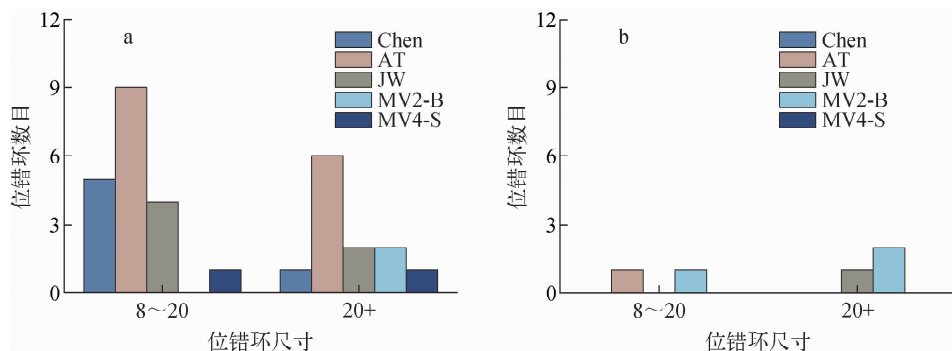 12
9
6
3
0
位错环数目
a
Chen
AT
JW
MV2-B
MV4-S
8～20
20+
位错环尺寸
12
9
6
3
0
位错环数目
b
Chen
AT
JW
MV2-B
MV4-S
8～20
20+
位错环尺寸